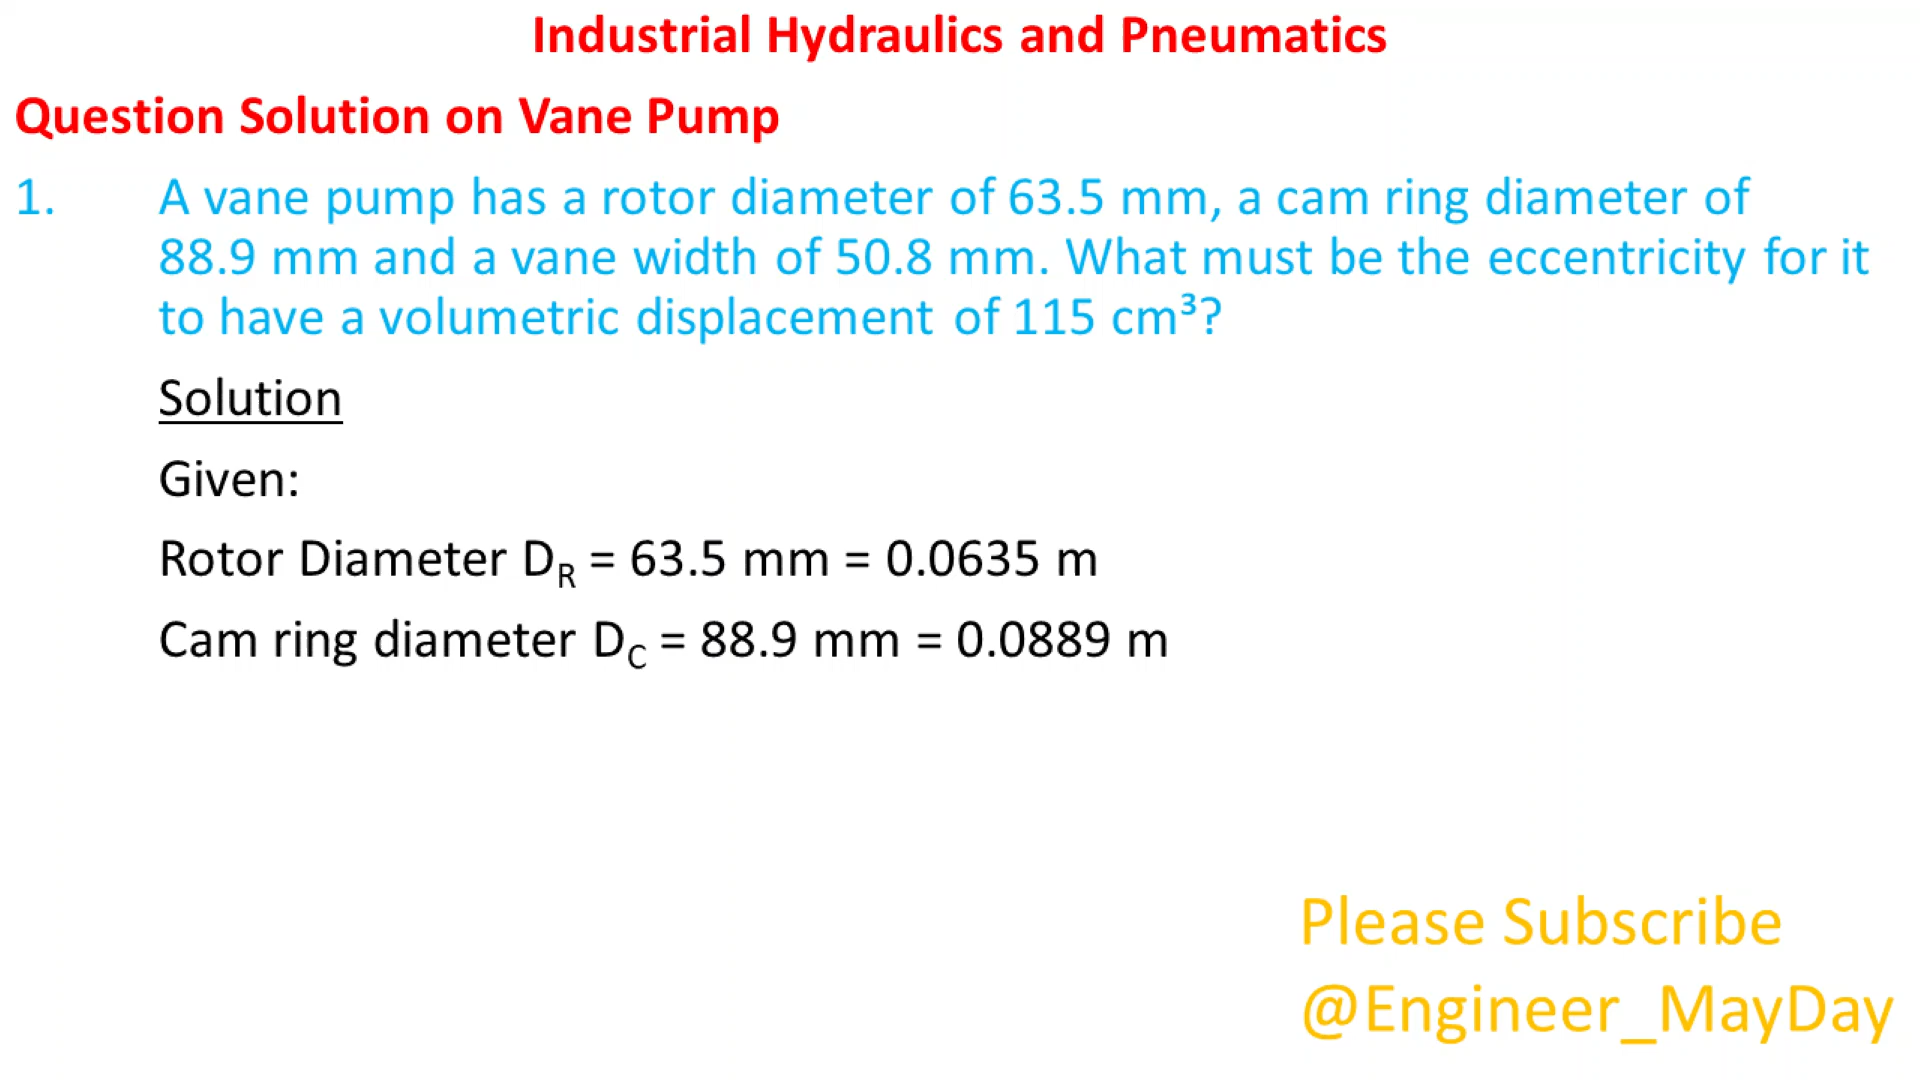 Industrial Hydraulics and Pneumatics
Question Solution on Vane Pump
1. A vane pump has a rotor diameter of 63.5 mm, a cam ring diameter of
88.9 mm and a vane width of 50.8 mm. What must be the eccentricity for it
to have a volumetric displacement of 115 cm³?
Solution
Given:
Rotor Diameter D_R = 63.5 mm = 0.0635 m
Cam ring diameter D_C = 88.9 mm = 0.0889 m
Please Subscribe
@Engineer_MayDay